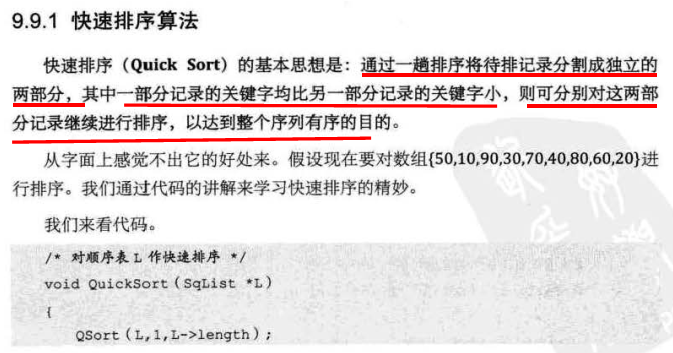 9.9.1 快速排序算法
快速排序（Quick Sort）的基本思想是：通过一趟排序将待排记录分割成独立的
两部分，其中一部分记录的关键字均比另一部分记录的关键字小，则可分别对这两部
分记录继续进行排序，以达到整个序列有序的目的。
从字面上感觉不出它的好处来。假设现在要对数组{50,10,90,30,70,40,80,60,20}进
行排序。我们通过代码的讲解来学习快速排序的精妙。
我们来看代码。
/* 对顺序表 L 作快速排序 */
void QuickSort（SqList *L）
{
QSort（L,1,L->length）;